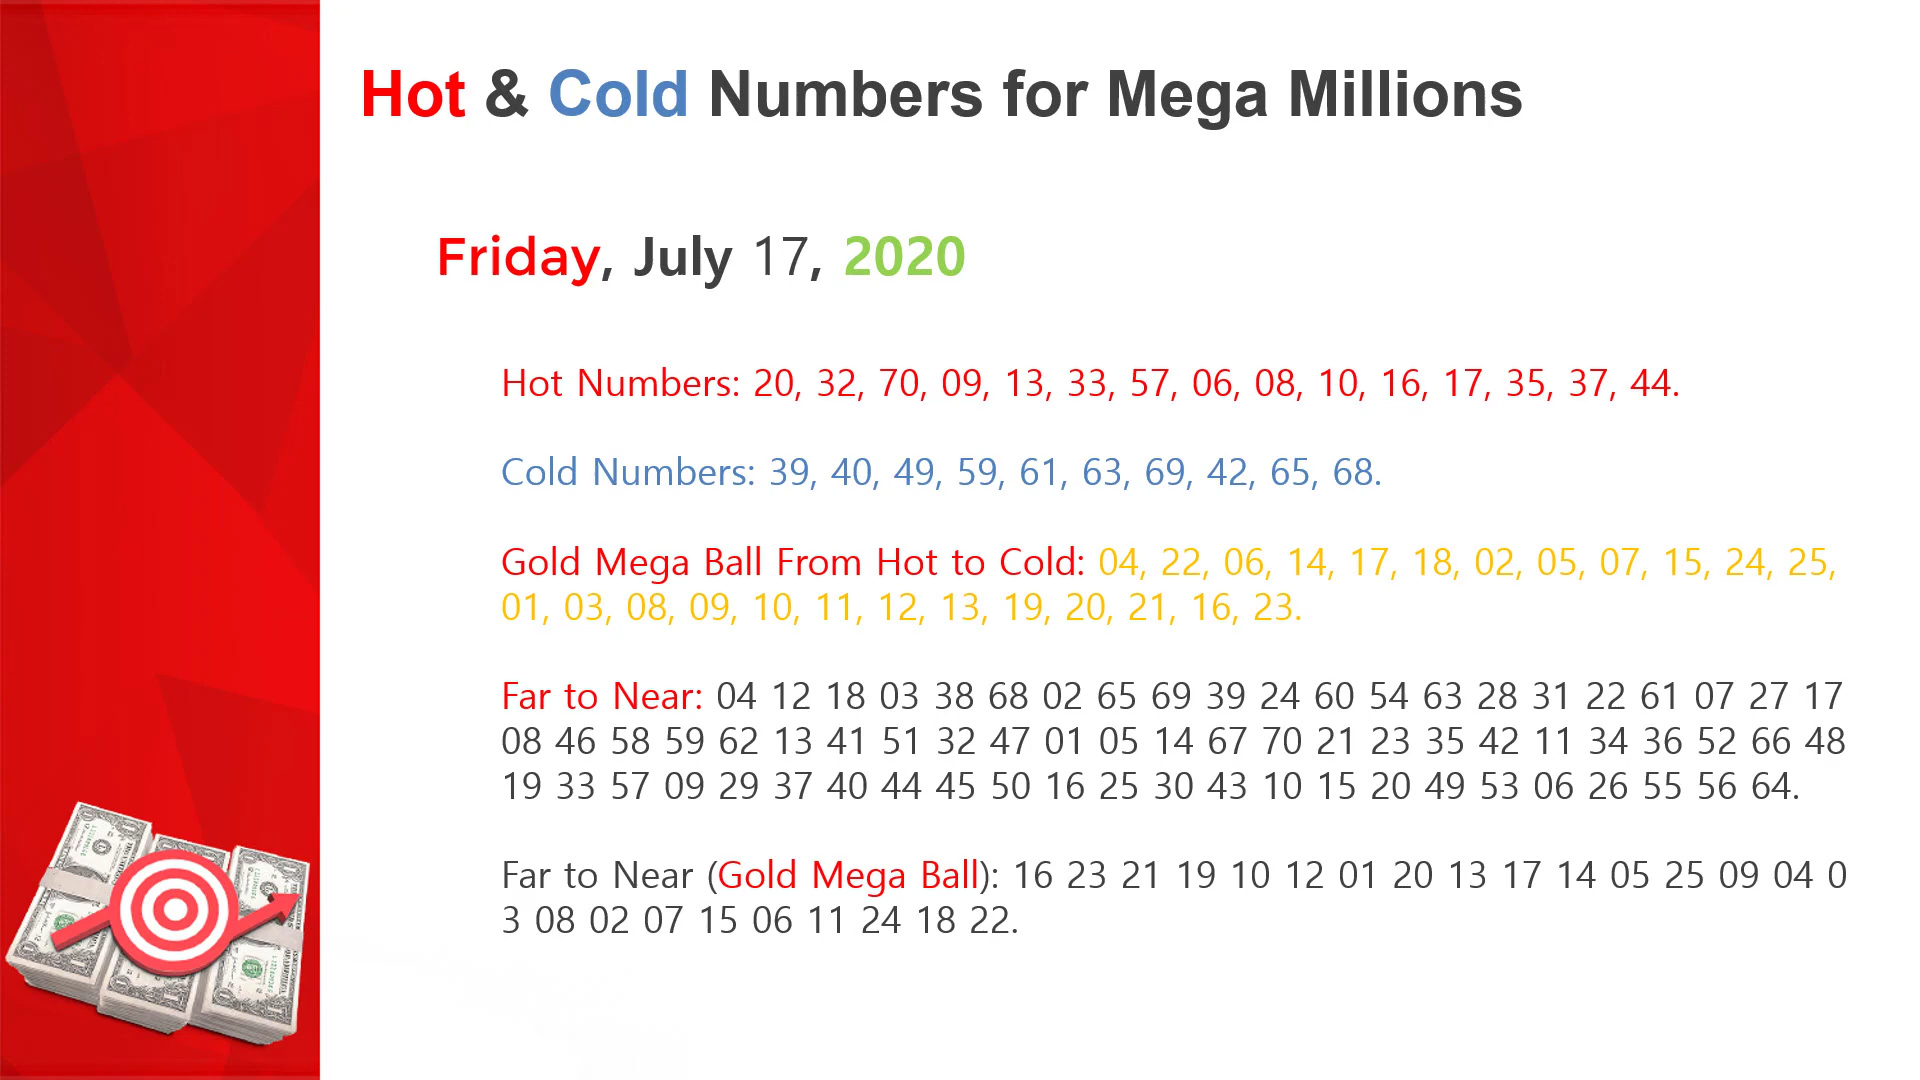 Hot & Cold Numbers for Mega Millions
Friday, July 17, 2020
Hot Numbers: 20, 32, 70, 09, 13, 33, 57, 06, 08, 10, 16, 17, 35, 37, 44.
Cold Numbers: 39, 40, 49, 59, 61, 63, 69, 42, 65, 68.
Gold Mega Ball From Hot to Cold: 04, 22, 06, 14, 17, 18, 02, 05, 07, 15, 24, 25,
01, 03, 08, 09, 10, 11, 12, 13, 19, 20, 21, 16, 23.
Far to Near: 04 12 18 03 38 68 02 65 69 39 24 60 54 63 28 31 22 61 07 27 17
08 46 58 59 62 13 41 51 32 47 01 05 14 67 70 21 23 35 42 11 34 36 52 66 48
19 33 57 09 29 37 40 44 45 50 16 25 30 43 10 15 20 49 53 06 26 55 56 64.
Far to Near (Gold Mega Ball): 16 23 21 19 10 12 01 20 13 17 14 05 25 09 04 0
3 08 02 07 15 06 11 24 18 22.